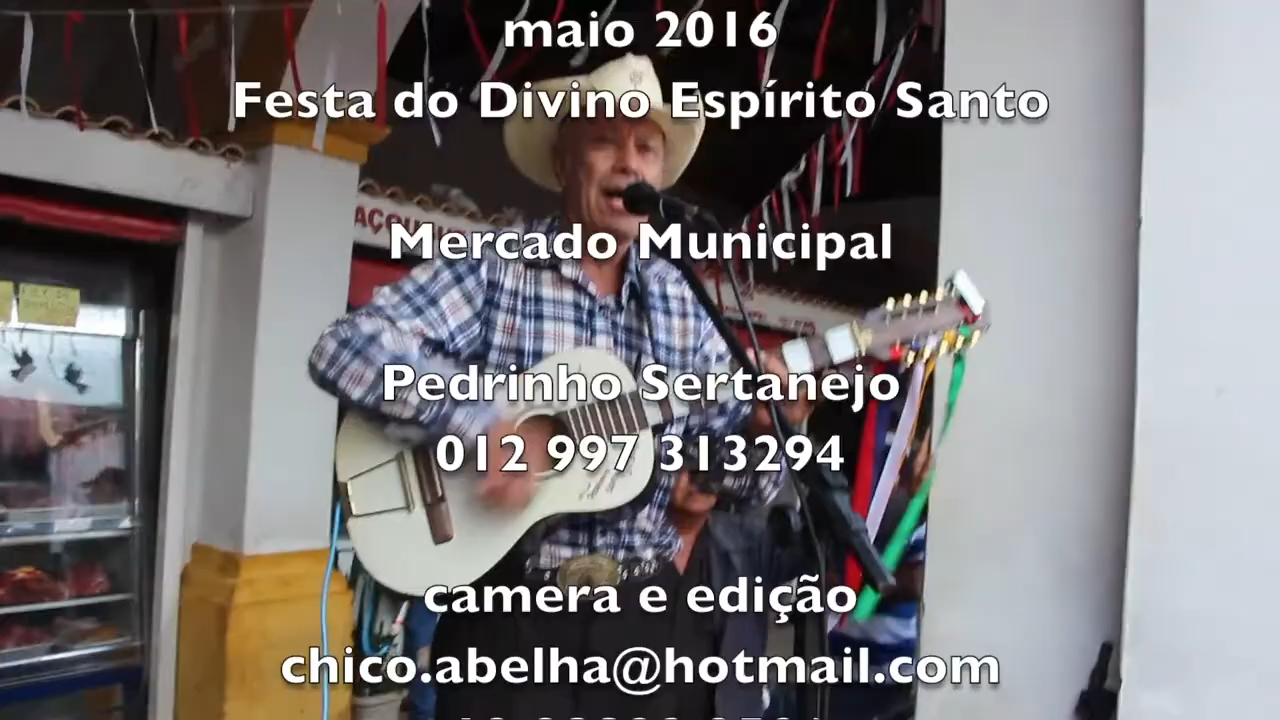 maio 2016
Festa do Divino Espírito Santo
Mercado Municipal
Pedrinho Sertanejo
012 997 313294
camera e edição
chico.abelha@hotmail.com